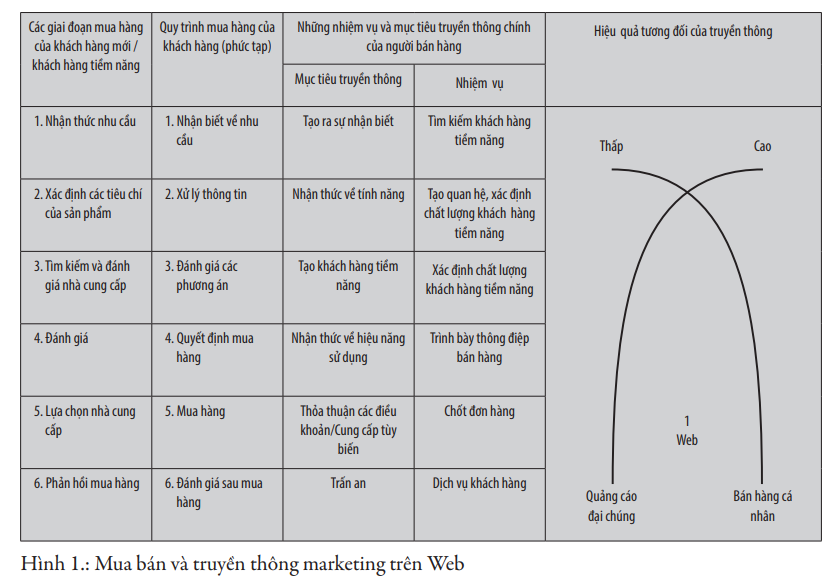 Các giai đoạn mua hàng
của khách hàng mới /
khách hàng tiềm năng
Quy trình mua hàng của
khách hàng (phức tạp)
Những nhiệm vụ và mục tiêu truyền thông chính
của người bán hàng
Hiệu quả tương đối của truyền thông
Mục tiêu truyền thông
Nhiệm vụ
1. Nhận thức nhu cầu
1. Nhận biết về nhu
cầu
Tạo ra sự nhận biết
Tìm kiếm khách hàng
tiềm năng
Thấp
Cao
2. Xác định các tiêu chí
của sản phẩm
2. Xử lý thông tin
Nhận thức về tính năng
Tạo quan hệ, xác định
chất lượng khách hàng
tiềm năng
3. Tìm kiếm và đánh
giá nhà cung cấp
3. Đánh giá các
phương án
Tạo khách hàng tiềm
năng
Xác định chất lượng
khách hàng tiềm năng
4. Đánh giá
4. Quyết định mua
hàng
Nhận thức về hiệu năng
sử dụng
Trình bày thông điệp
bán hàng
5. Lựa chọn nhà cung
cấp
5. Mua hàng
Thỏa thuận các điều
khoản/Cung cấp tùy
biến
Chốt đơn hàng
1
Web
6. Phản hồi mua hàng
6. Đánh giá sau mua
hàng
Trấn an
Dịch vụ khách hàng
Quảng cáo
đại chúng
Bán hàng cá
nhân
Hình 1.: Mua bán và truyền thông marketing trên Web